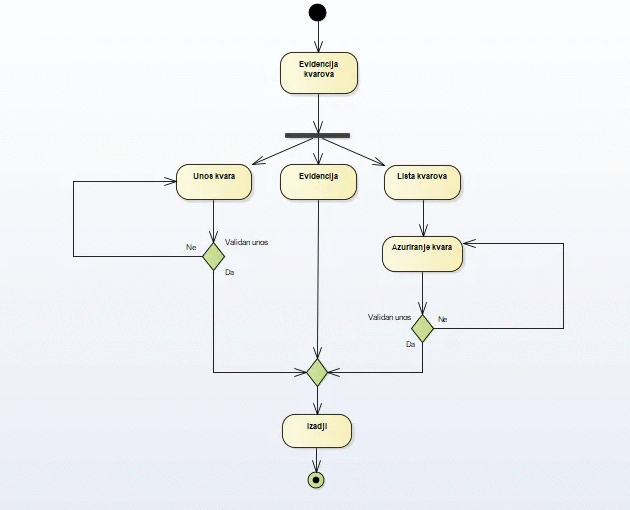 Evidencija
kvarova
Unos kvara
Evidencija
Lista kvarova
Validan unos
Ne
Da
Azuriranje kvara
Validan unos
Ne
Da
Izadji